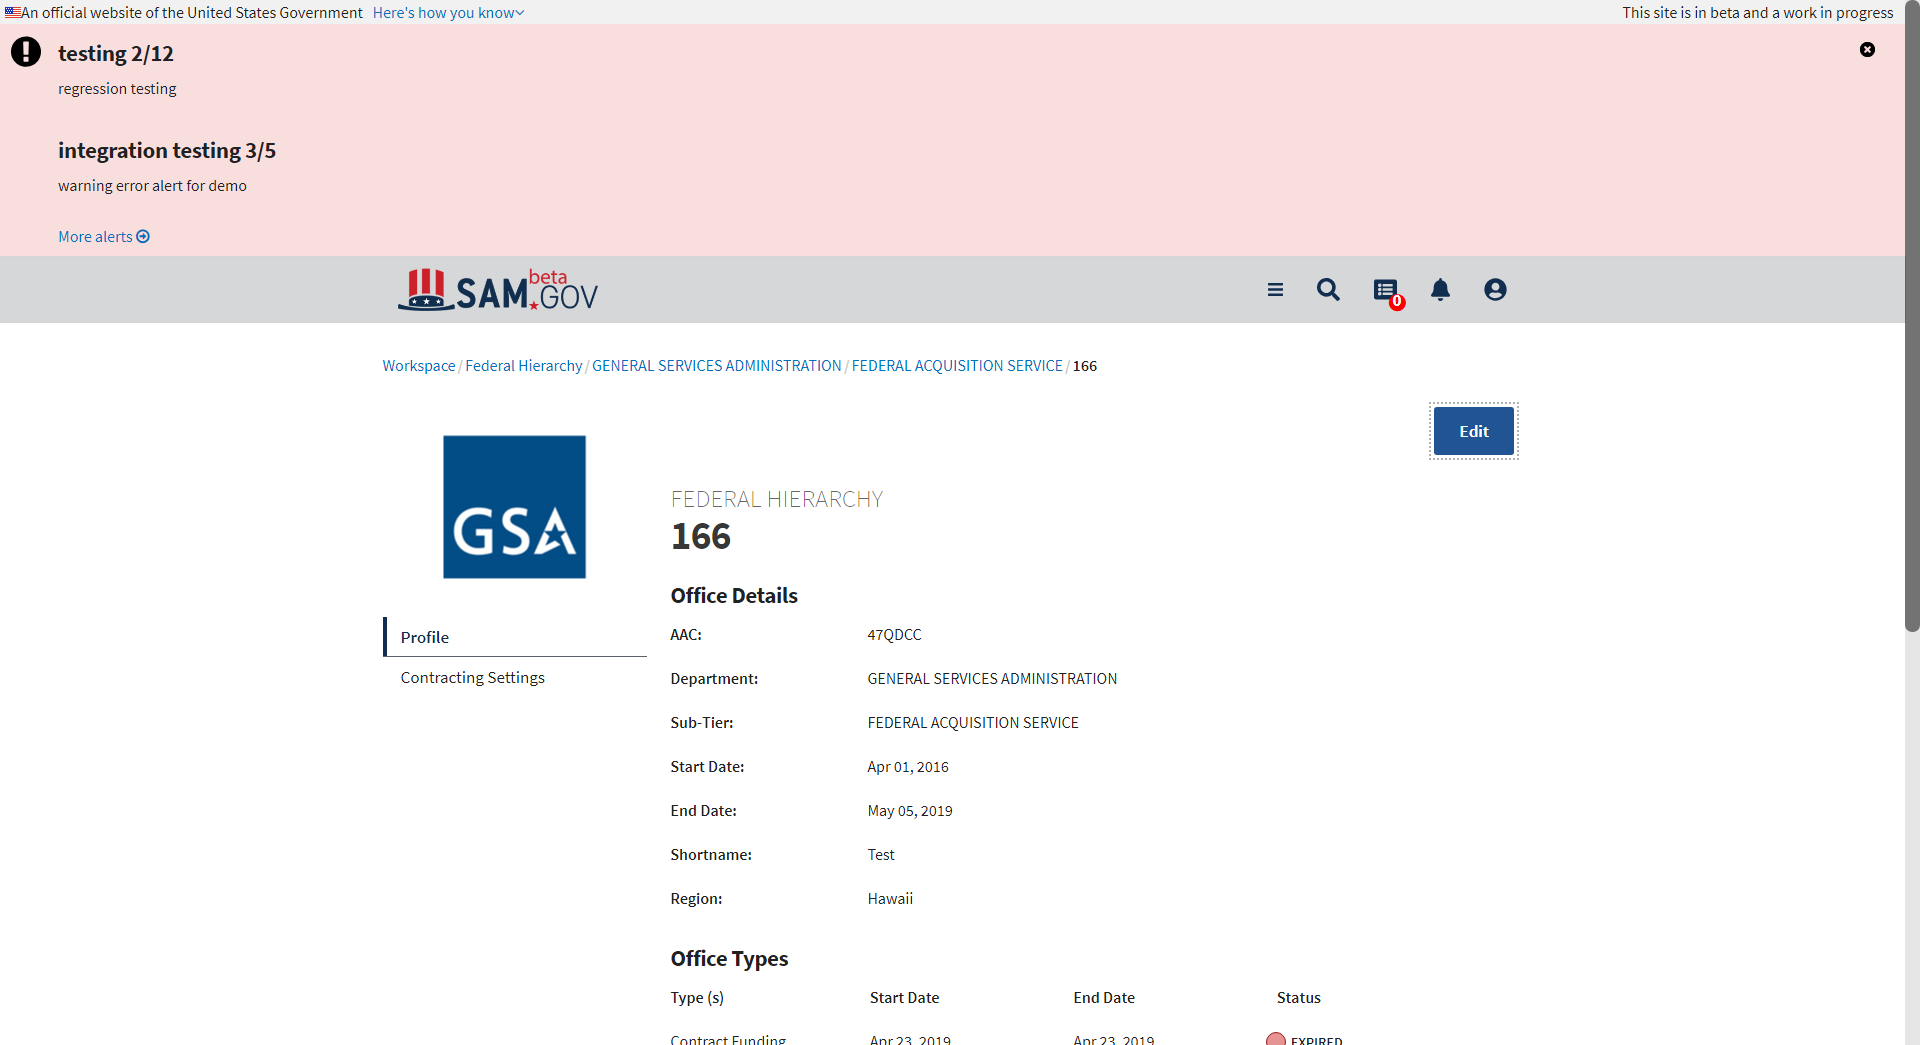 An official website of the United States Government Here's how you know
This site is in beta and a work in progress
testing 2/12
regression testing
integration testing 3/5
warning error alert for demo
More alerts
SAM.GOV beta
0
Workspace / Federal Hierarchy / GENERAL SERVICES ADMINISTRATION / FEDERAL ACQUISITION SERVICE / 166
Edit
GSA
FEDERAL HIERARCHY
166
Profile
Contracting Settings
Office Details
AAC: 47QDCC
Department: GENERAL SERVICES ADMINISTRATION
Sub-Tier: FEDERAL ACQUISITION SERVICE
Start Date: Apr 01, 2016
End Date: May 05, 2019
Shortname: Test
Region: Hawaii
Office Types
Type (s) Start Date End Date Status
Contract Funding Apr 23, 2019 Apr 23, 2019 EXPIRED